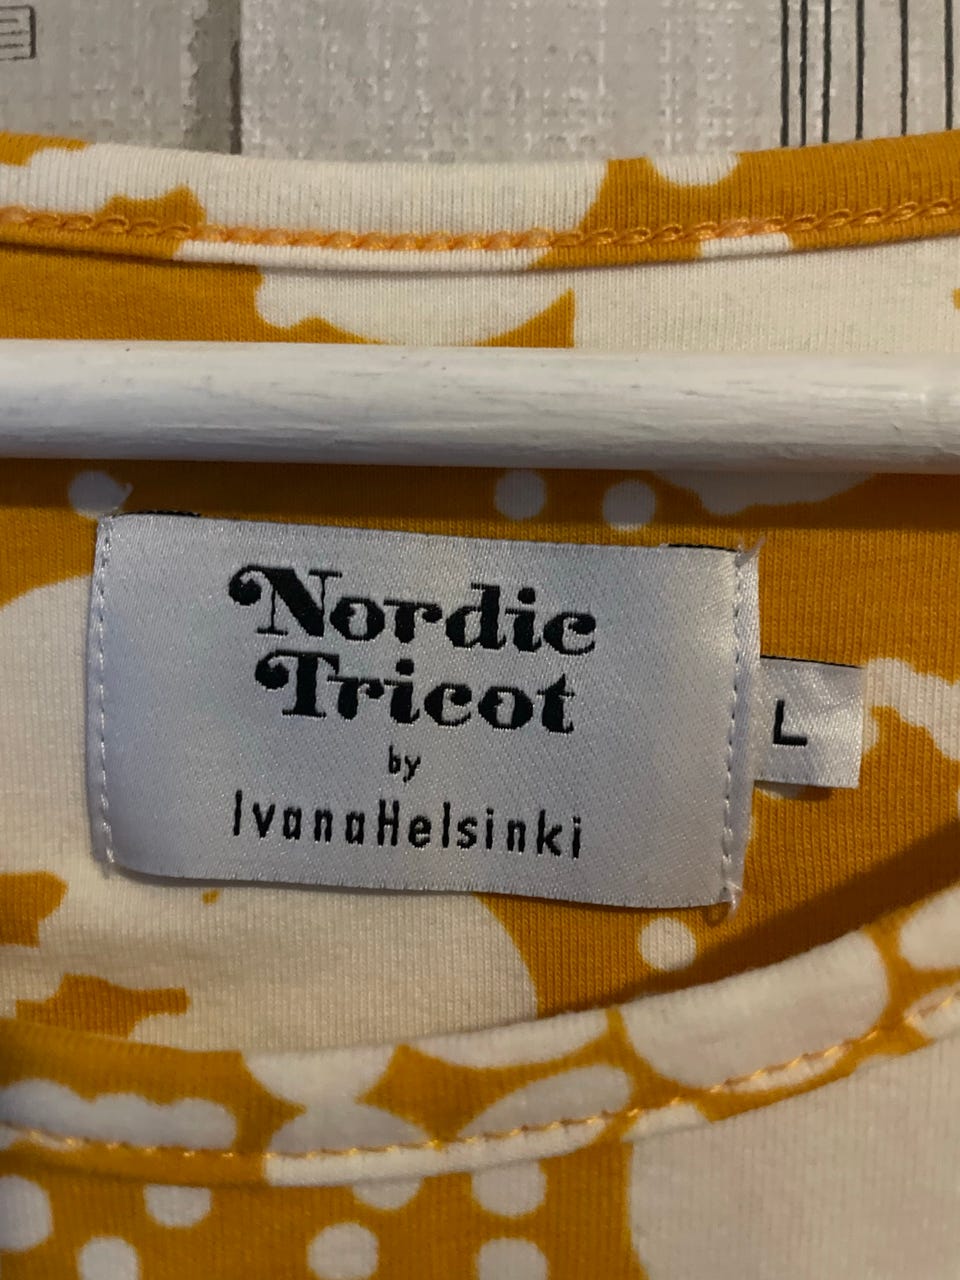 Nordic
Tricot
by
IvanaHelsinki
L